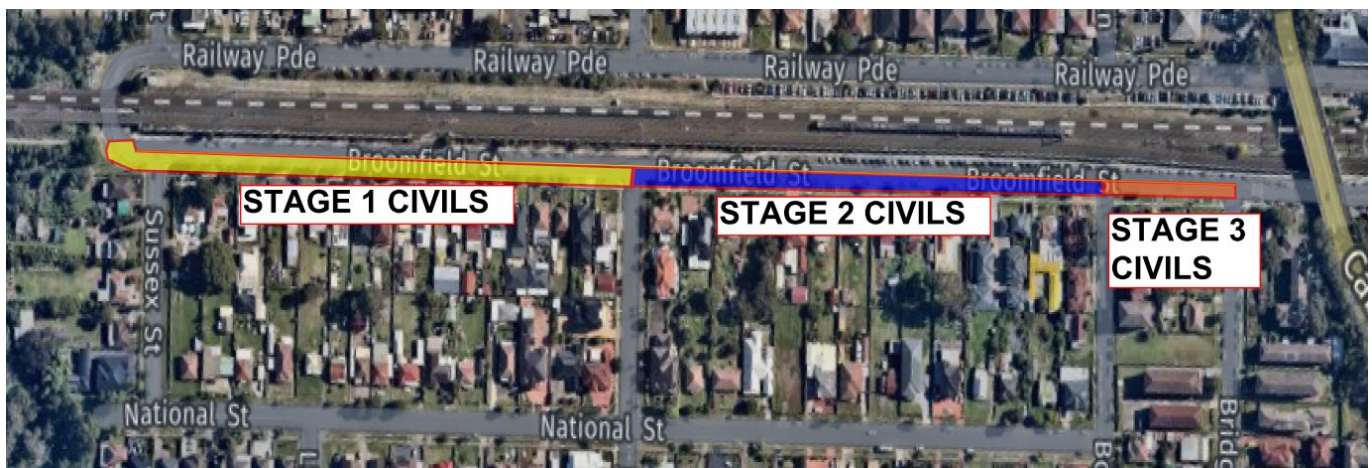 Railway Pde
Railway Pde
Railway Pde
Railway Pde
Broomfield St
Broomfield St
Broomfield St
STAGE 1 CIVILS
STAGE 2 CIVILS
STAGE 3
CIVILS
Sussex St
National St
National St